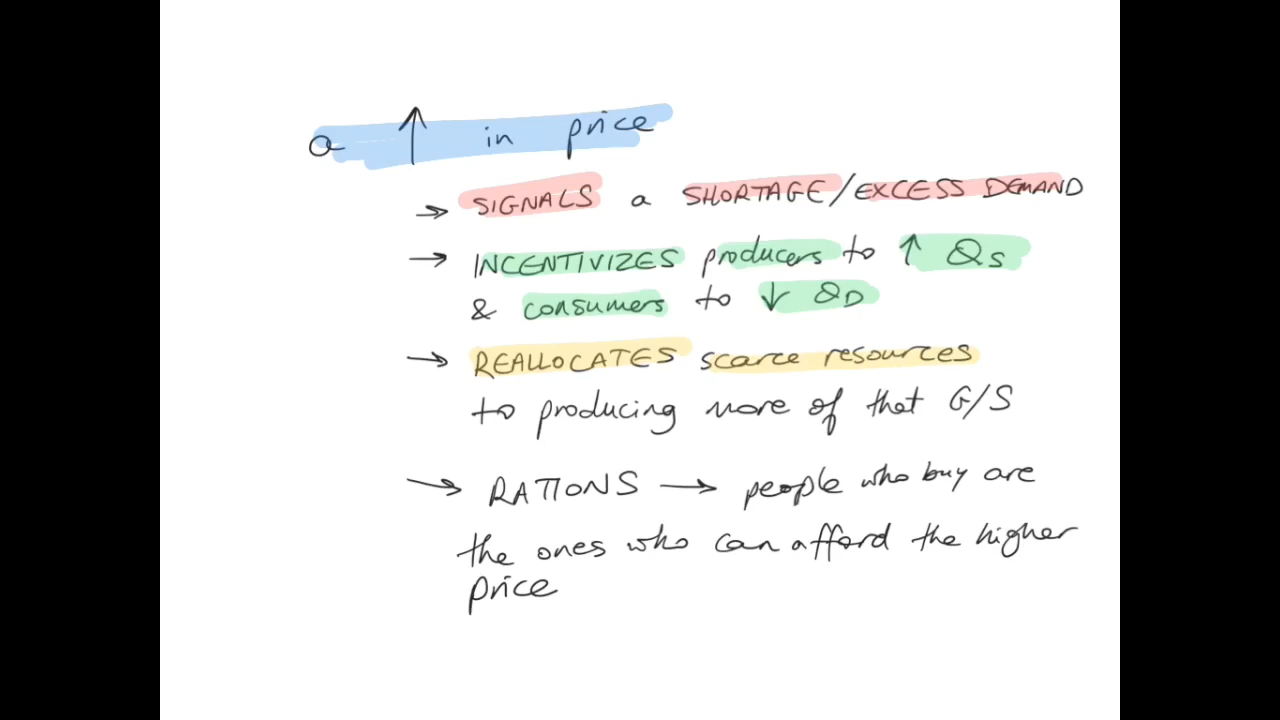 a ↑ in price
→ SIGNALS a SHORTAGE/EXCESS DEMAND
→ INCENTIVIZES producers to ↑ Qs
& consumers to ↓ QD
→ REALLOCATES scarce resources
to producing more of that G/S
→ RATIONS → people who buy are
the ones who can afford the higher
price